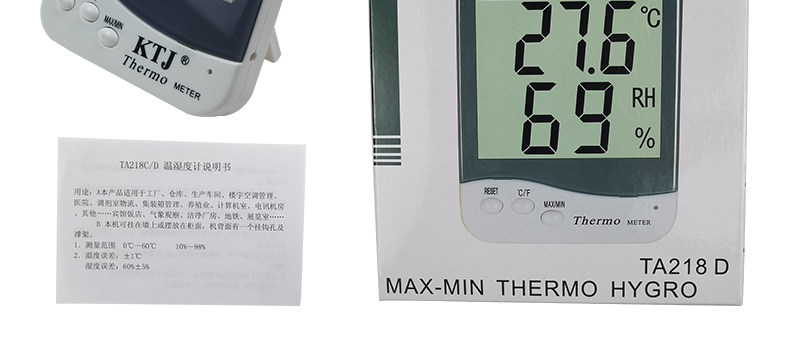 MAX/MIN
KTJ®
Thermo METER
TA218C/D 温湿度计说明书
用途：A本产品适用于工厂、仓库、生产车间、楼宇空调管理、
医院、调剂室物流、集装箱管理、养殖业、计算机室、电讯机房
、其他……宾馆饭店、气象观察、洁净厂房、地铁、展览室……
B 本机可挂在墙上或摆放在柜面，机背面有一个挂钩孔及
撑架。
1. 测量范围 0℃—60℃ 10%—98%
2. 温度误差：±1℃
湿度误差：60%±5%
27.6 ℃
69 RH %
RESET ℃/F MAX/MIN
Thermo METER
TA218 D
MAX-MIN THERMO HYGRO